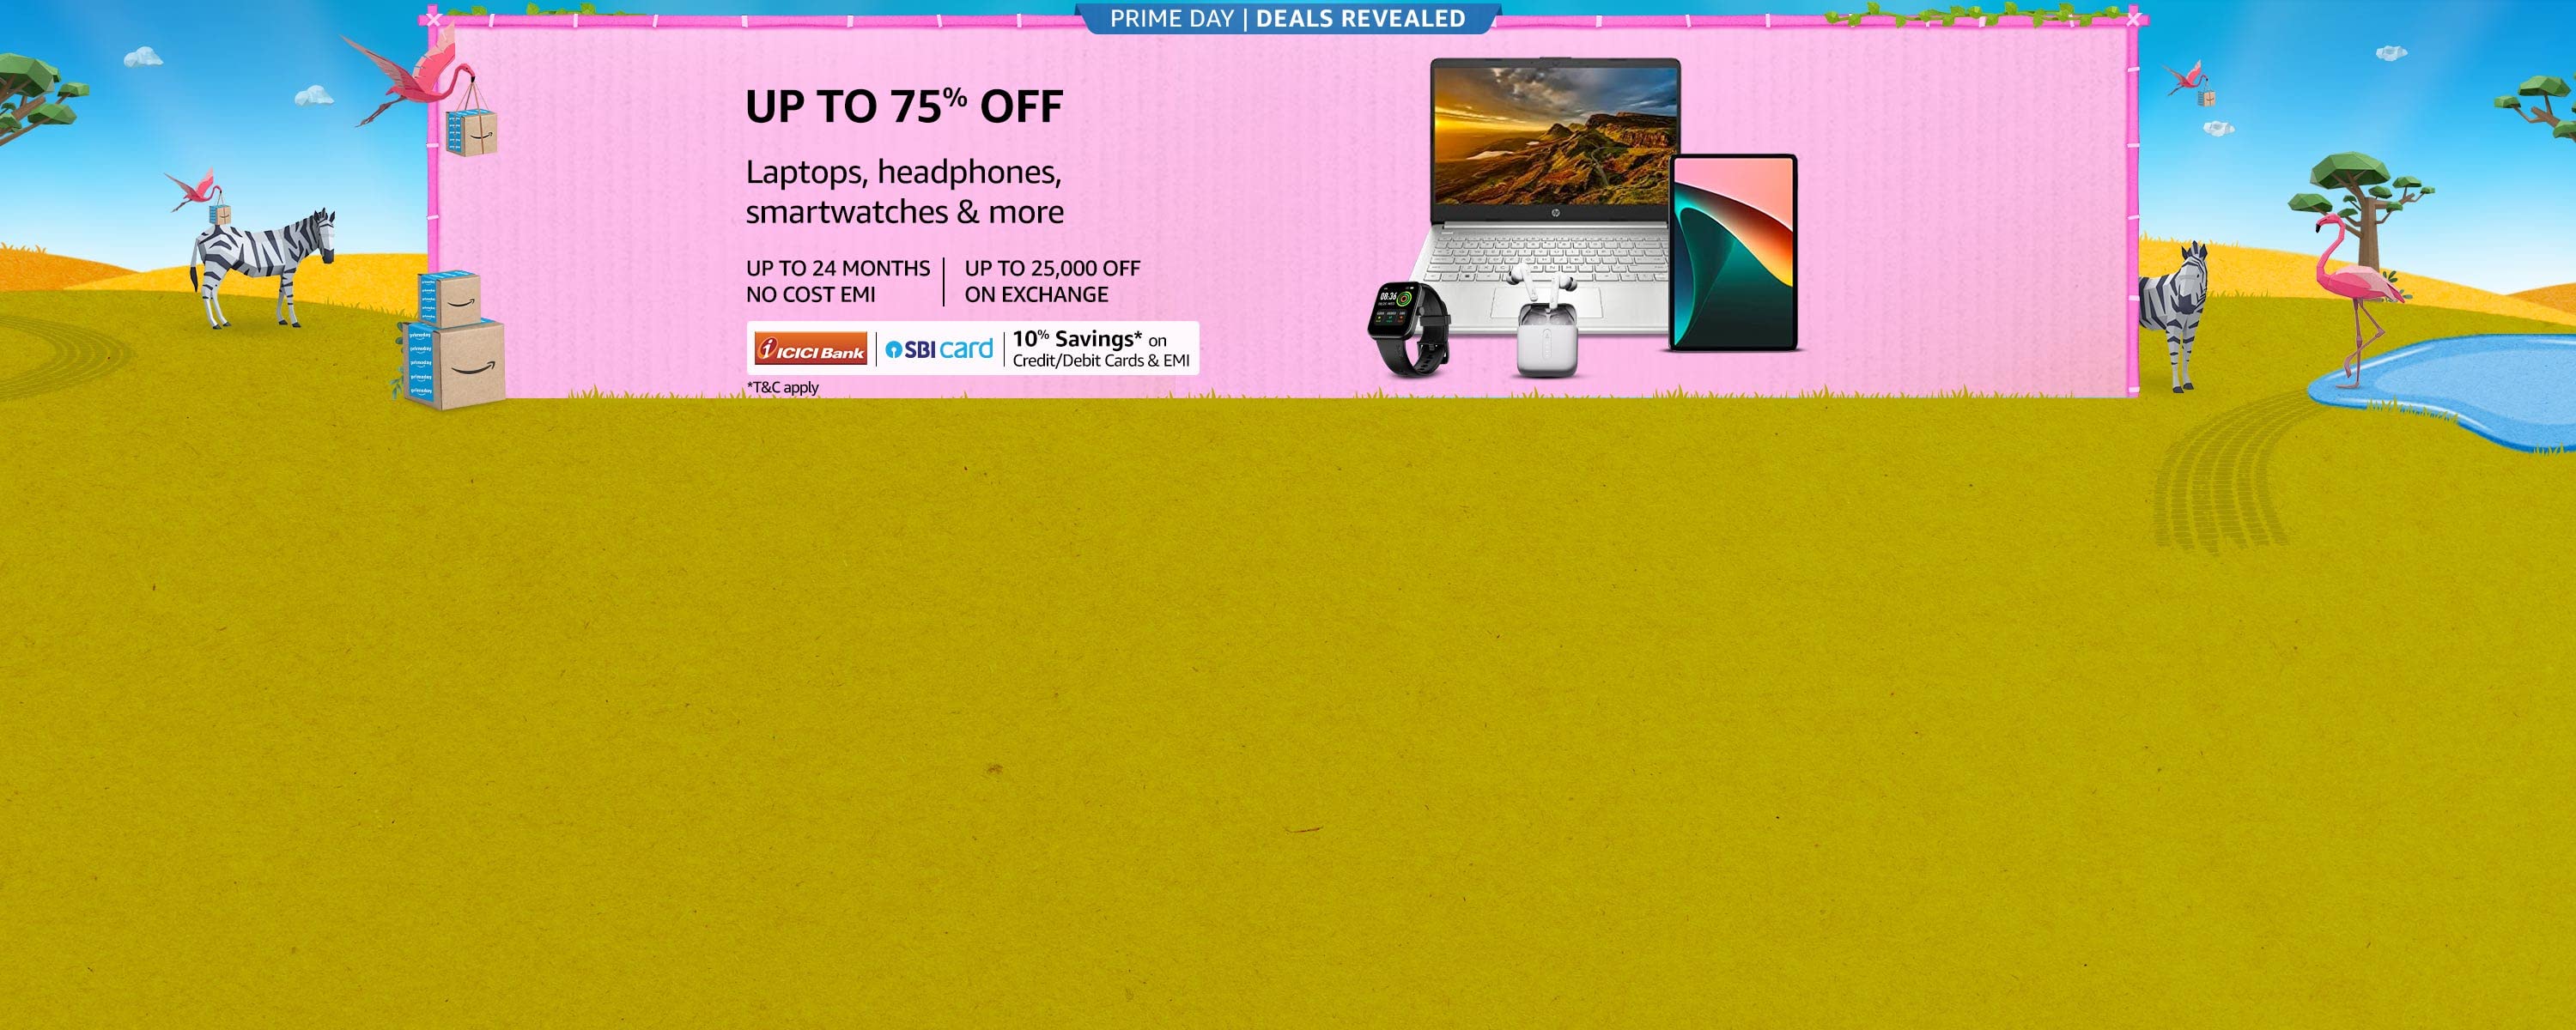 PRIME DAY | DEALS REVEALED
UP TO 75% OFF
Laptops, headphones,
smartwatches & more
UP TO 24 MONTHS
NO COST EMI
UP TO 25,000 OFF
ON EXCHANGE
ICICI Bank
SBI card
10% Savings* on
Credit/Debit Cards & EMI
*T&C apply
hp
08:36